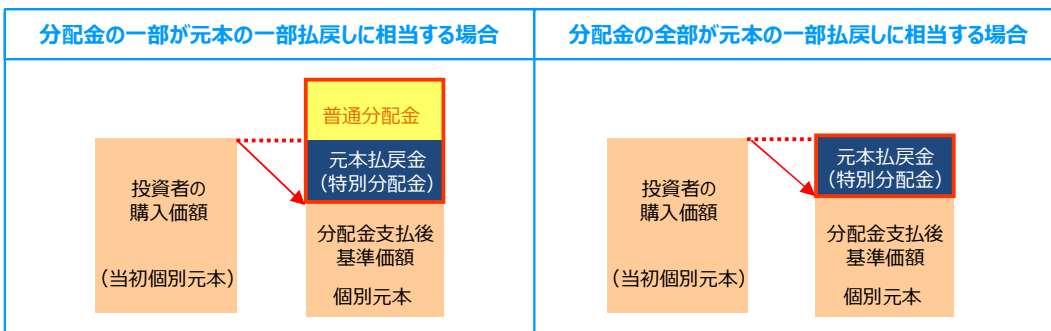 分配金の一部が元本の一部払戻しに相当する場合
普通分配金
元本払戻金
(特別分配金)
投資者の
購入価額
(当初個別元本)
分配金支払後
基準価額
個別元本
分配金の全部が元本の一部払戻しに相当する場合
元本払戻金
(特別分配金)
投資者の
購入価額
(当初個別元本)
分配金支払後
基準価額
個別元本